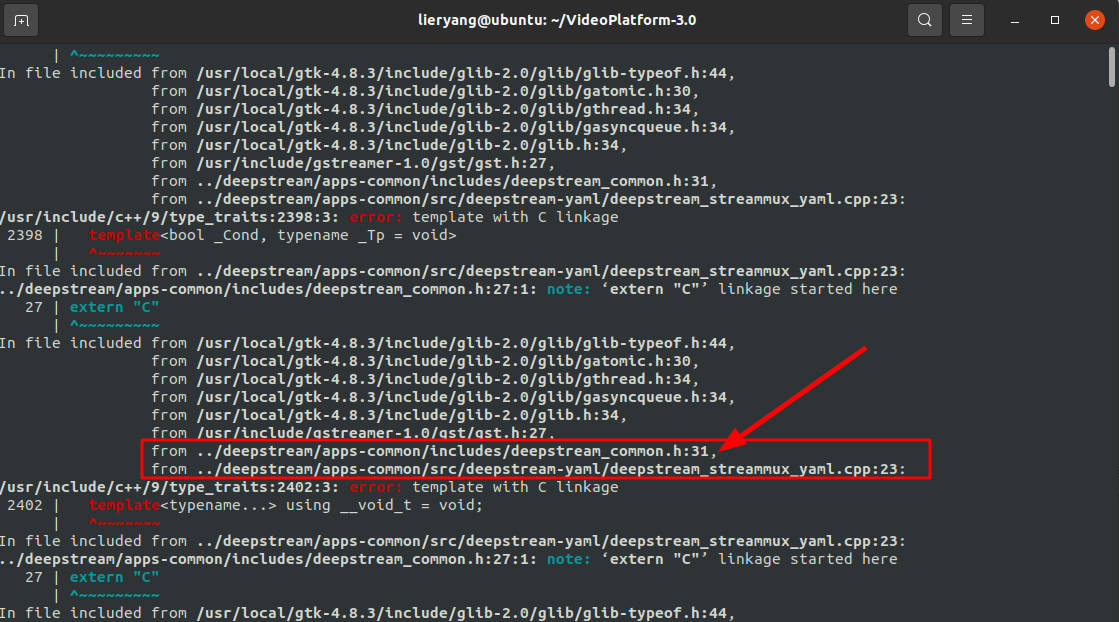 lieryang@ubuntu: ~/VideoPlatform-3.0
| ^~~~~~~~~~
In file included from /usr/local/gtk-4.8.3/include/glib-2.0/glib/glib-typeof.h:44,
from /usr/local/gtk-4.8.3/include/glib-2.0/glib/gatomic.h:30,
from /usr/local/gtk-4.8.3/include/glib-2.0/glib/gthread.h:34,
from /usr/local/gtk-4.8.3/include/glib-2.0/glib/gasyncqueue.h:34,
from /usr/local/gtk-4.8.3/include/glib-2.0/glib.h:34,
from /usr/include/gstreamer-1.0/gst/gst.h:27,
from ../deepstream/apps-common/includes/deepstream_common.h:31,
from ../deepstream/apps-common/src/deepstream-yaml/deepstream_streammux_yaml.cpp:23:
/usr/include/c++/9/type_traits:2398:3: error: template with C linkage
2398 |   template<bool _Cond, typename _Tp = void>
|   ^~~~~~~~
In file included from ../deepstream/apps-common/src/deepstream-yaml/deepstream_streammux_yaml.cpp:23:
../deepstream/apps-common/includes/deepstream_common.h:27:1: note: ‘extern "C"’ linkage started here
27 | extern "C"
| ^~~~~~~~~~
In file included from /usr/local/gtk-4.8.3/include/glib-2.0/glib/glib-typeof.h:44,
from /usr/local/gtk-4.8.3/include/glib-2.0/glib/gatomic.h:30,
from /usr/local/gtk-4.8.3/include/glib-2.0/glib/gthread.h:34,
from /usr/local/gtk-4.8.3/include/glib-2.0/glib/gasyncqueue.h:34,
from /usr/local/gtk-4.8.3/include/glib-2.0/glib.h:34,
from /usr/include/gstreamer-1.0/gst/gst.h:27,
from ../deepstream/apps-common/includes/deepstream_common.h:31,
from ../deepstream/apps-common/src/deepstream-yaml/deepstream_streammux_yaml.cpp:23:
/usr/include/c++/9/type_traits:2402:3: error: template with C linkage
2402 |   template<typename...> using __void_t = void;
|   ^~~~~~~~
In file included from ../deepstream/apps-common/src/deepstream-yaml/deepstream_streammux_yaml.cpp:23:
../deepstream/apps-common/includes/deepstream_common.h:27:1: note: ‘extern "C"’ linkage started here
27 | extern "C"
| ^~~~~~~~~~
In file included from /usr/local/gtk-4.8.3/include/glib-2.0/glib/glib-typeof.h:44,